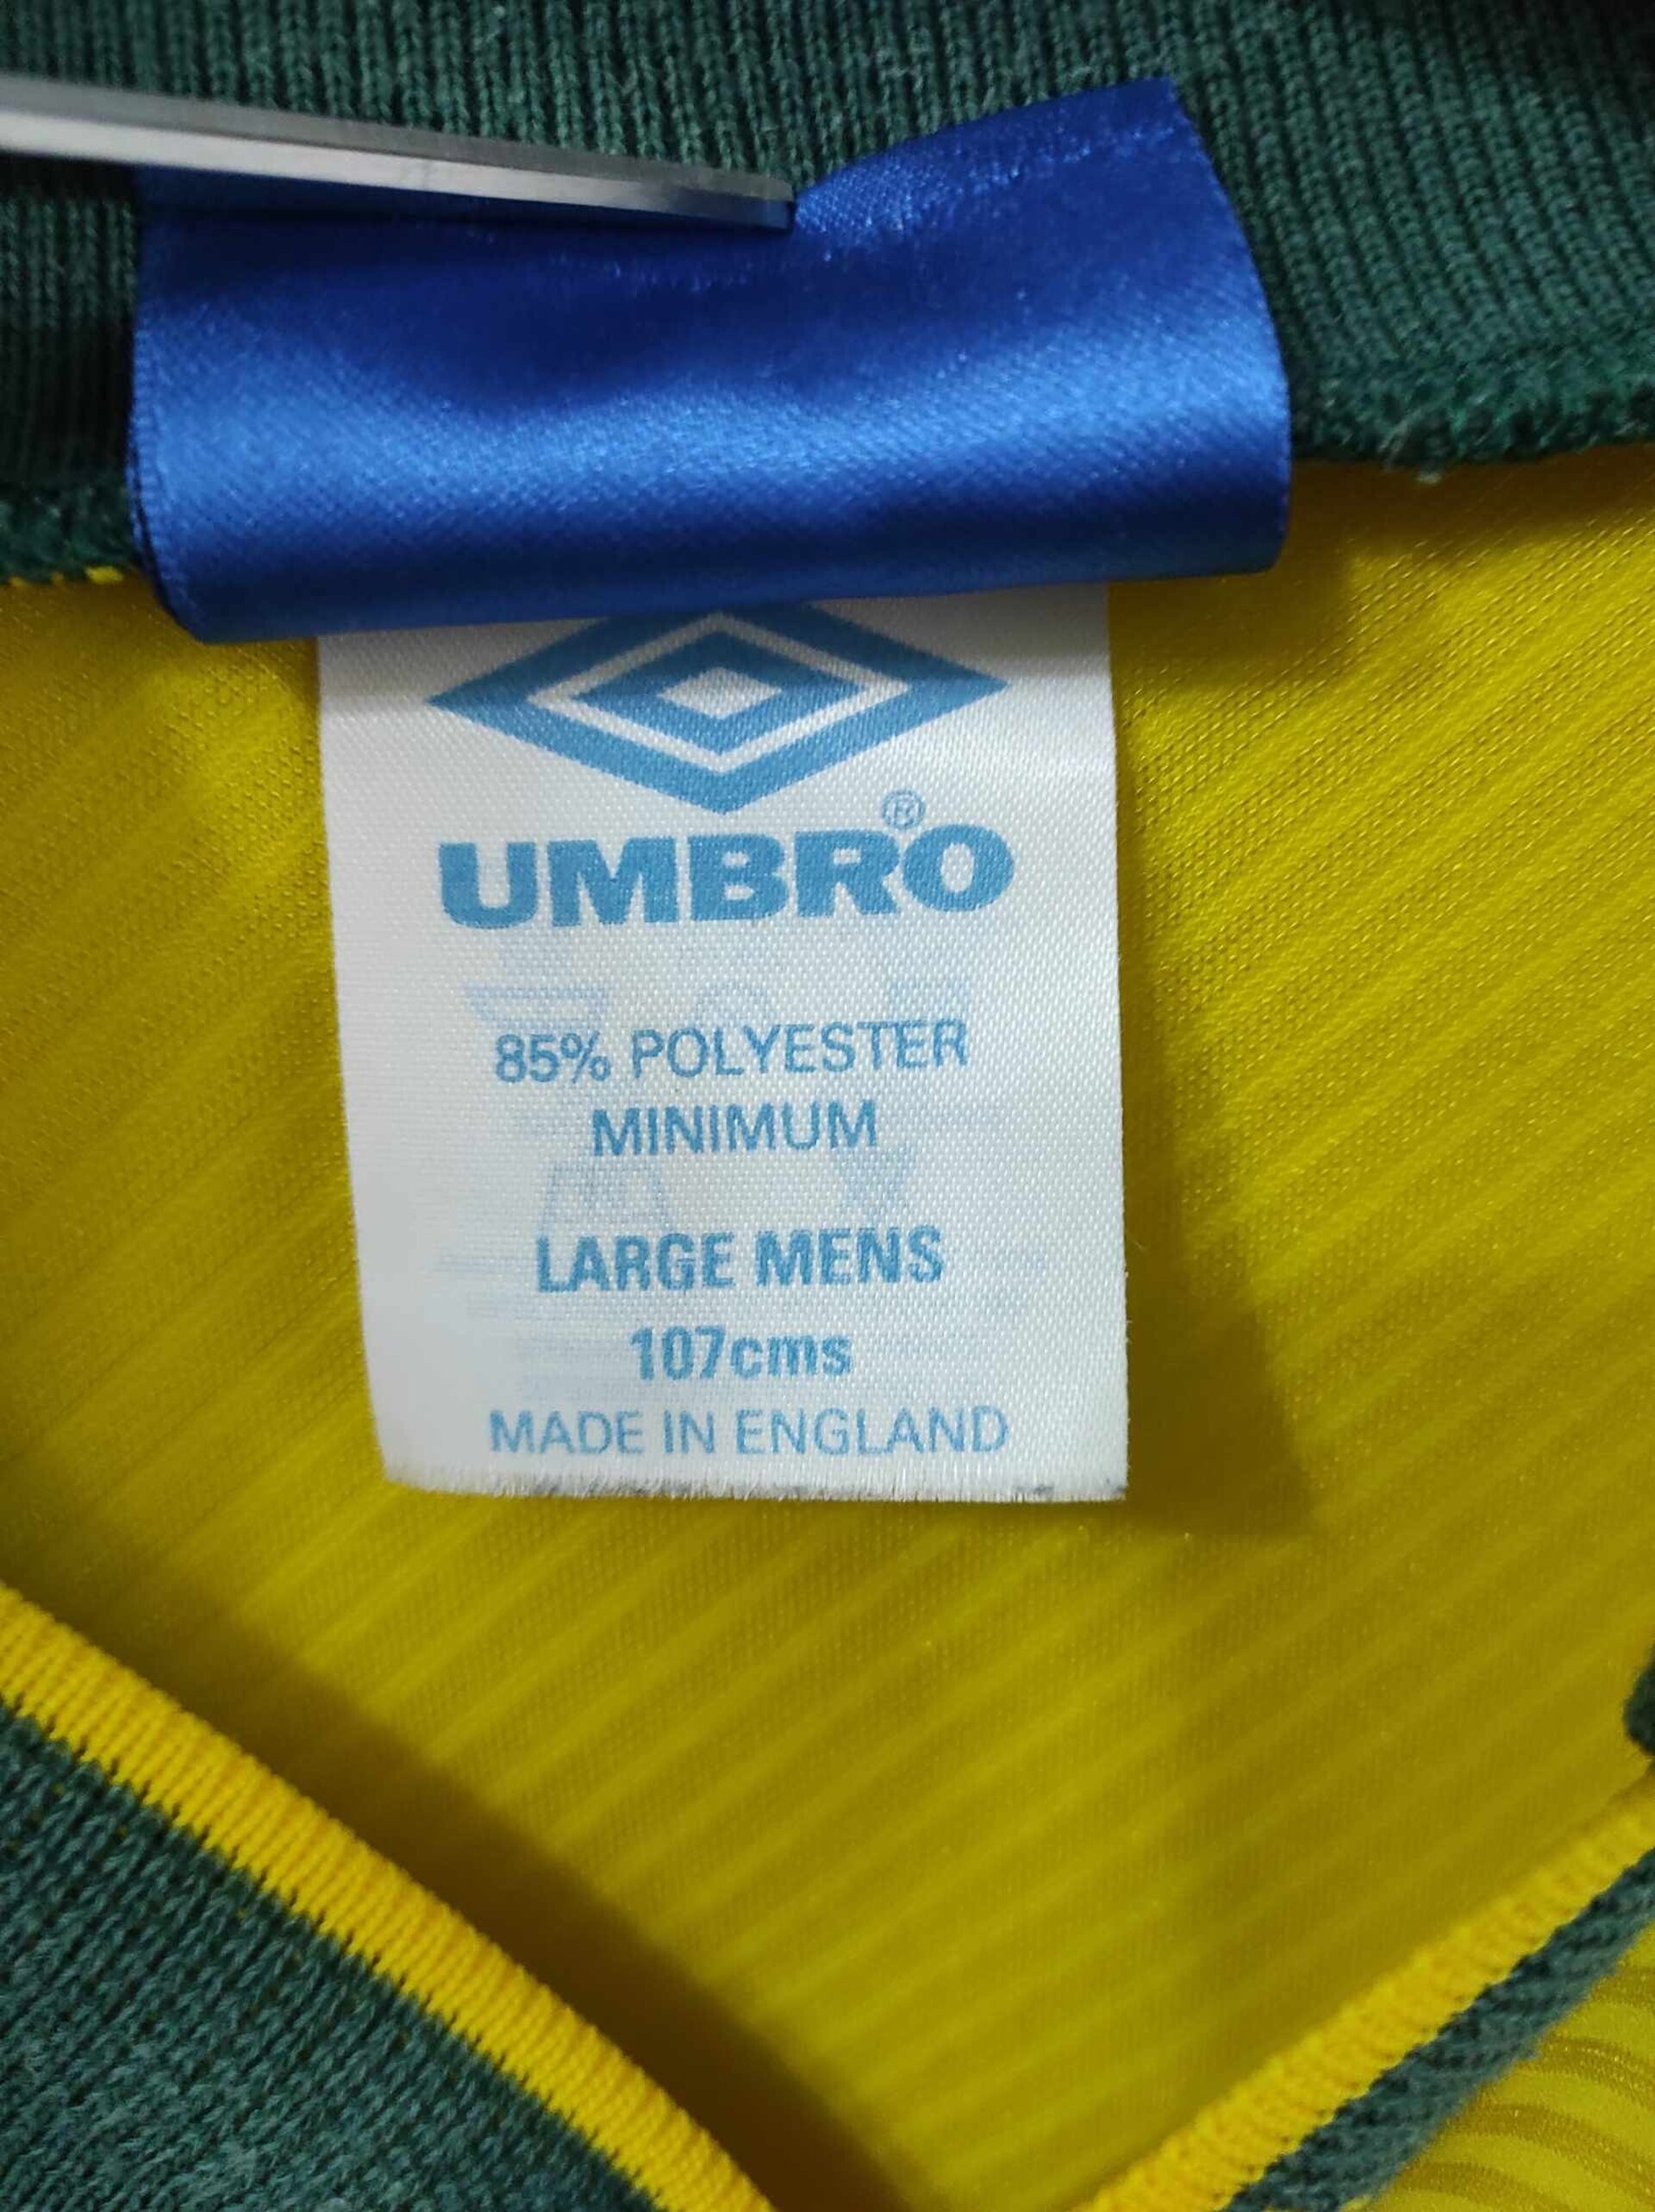 UMBRO®
85% POLYESTER
MINIMUM
LARGE MENS
107cms
MADE IN ENGLAND